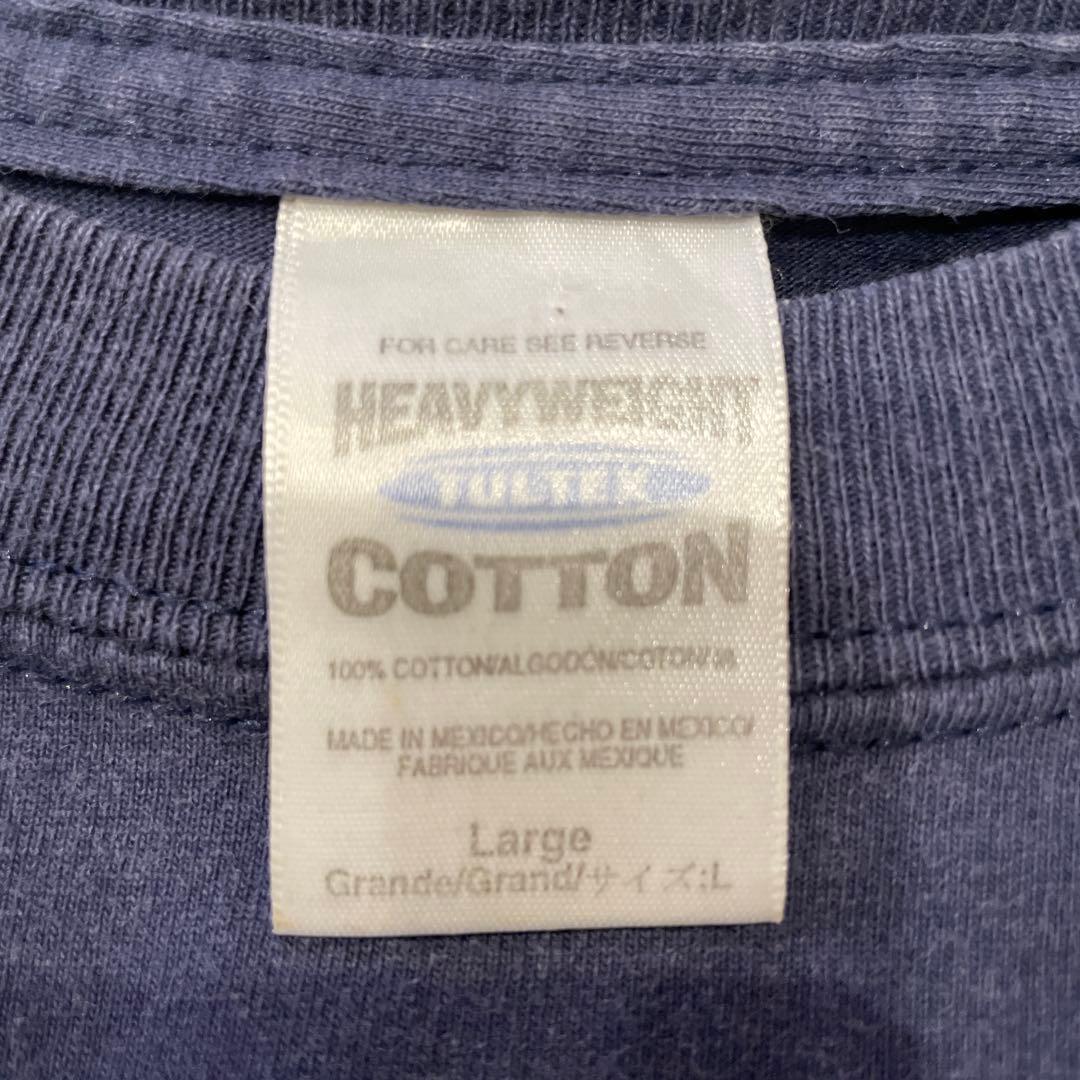 FOR CARE SEE REVERSE
HEAVYWEIGHT
TULTEX
COTTON
100% COTTON/ALGODÓN/COTON/
MADE IN MEXICO/HECHO EN MEXICO/
FABRIQUE AUX MEXIQUE
Large
Grande/Grand/サイズ:L